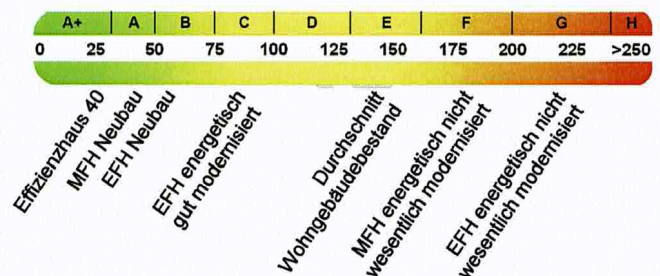 A+ A B C D E F G H
0 25 50 75 100 125 150 175 200 225 >250
Effizienzhaus 40
MFH Neubau
EFH Neubau
EFH energetisch
gut modernisiert
Durchschnitt
Wohngebäudebestand
MFH energetisch nicht
wesentlich modernisiert
EFH energetisch nicht
wesentlich modernisiert